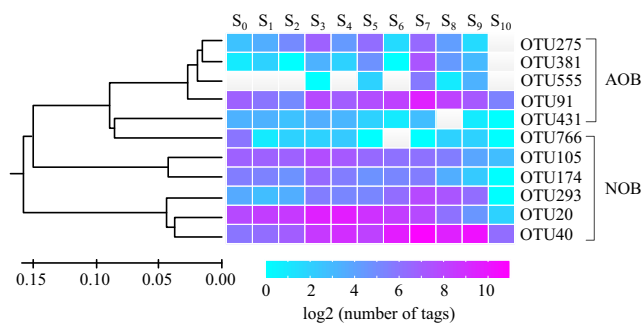 S0 S1 S2 S3 S4 S5 S6 S7 S8 S9 S10
OTU275
OTU381
OTU555
OTU91
OTU431
OTU766
OTU105
OTU174
OTU293
OTU20
OTU40
AOB
NOB
0.15 0.10 0.05 0.00
0 2 4 6 8 10
log2 (number of tags)